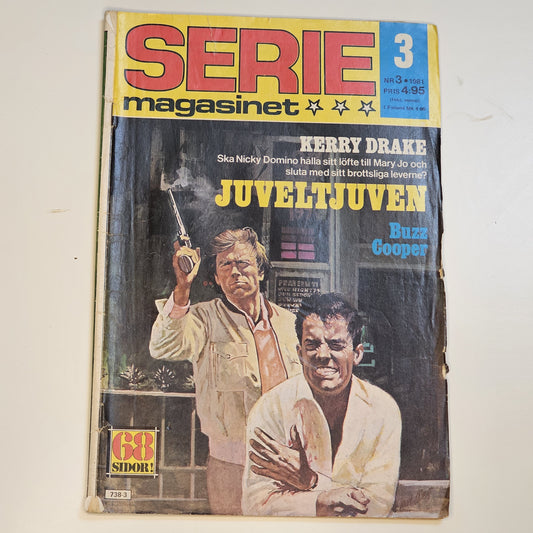 SERIE
magasinet
3
NR 3 • 1981
PRIS 4:95
KERRY DRAKE
Ska Nicky Domino hålla sitt löfte till Mary Jo och
sluta med sitt brottsliga leverne?
JUVELTJUVEN
Buzz
Cooper
68
SIDOR!
738-3